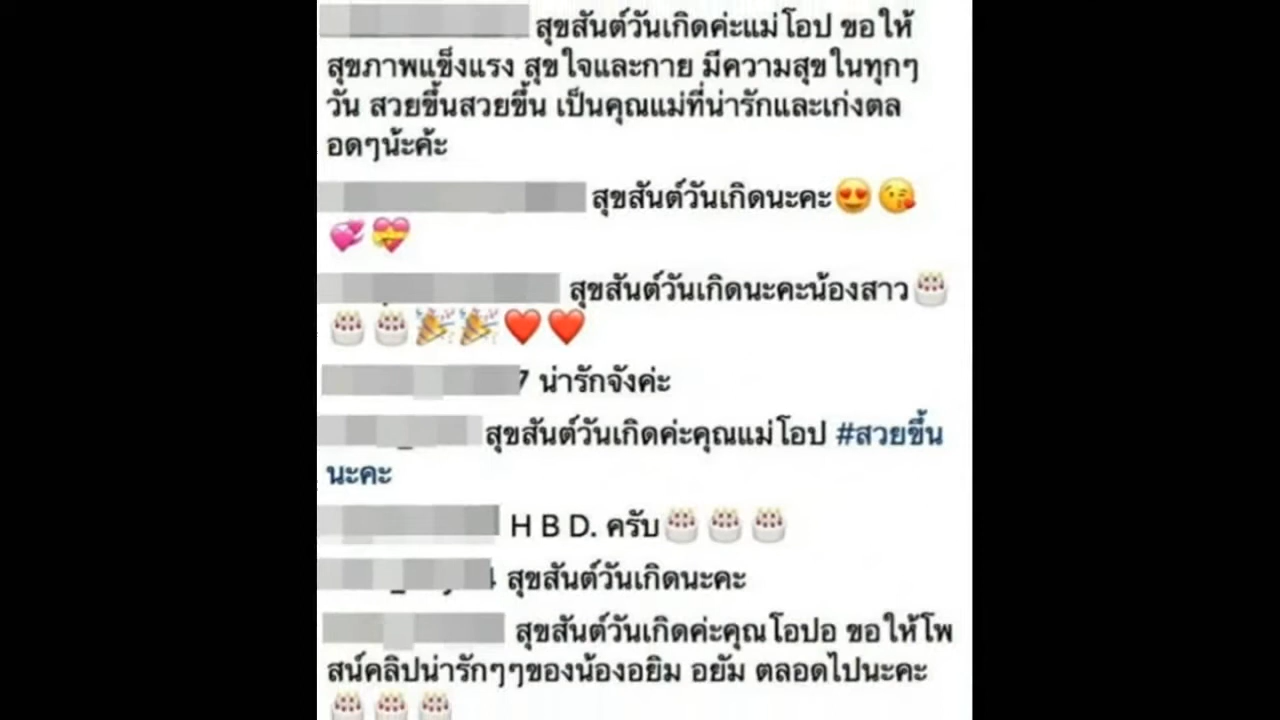 สุขสันต์วันเกิดค่ะแม่โอป ขอให้
สุขภาพแข็งแรง สุขใจและกาย มีความสุขในทุกๆ
วัน สวยขึ้นสวยขึ้น เป็นคุณแม่ที่น่ารักและเก่งตล
อดๆน้ะค้ะ
สุขสันต์วันเกิดนะคะ😍😘
💞💝
สุขสันต์วันเกิดนะคะน้องสาว🎂
🎂🎂🎉🎉❤️❤️
7 น่ารักจังค่ะ
สุขสันต์วันเกิดค่ะคุณแม่โอป #สวยขึ้น
นะคะ
H B D. ครับ🎂🎂🎂
สุขสันต์วันเกิดนะคะ
สุขสันต์วันเกิดค่ะคุณโอปอ ขอให้โพ
สน์คลิปน่ารักๆๆของน้องอยิม อยัม ตลอดไปนะคะ
🎂🎂🎂